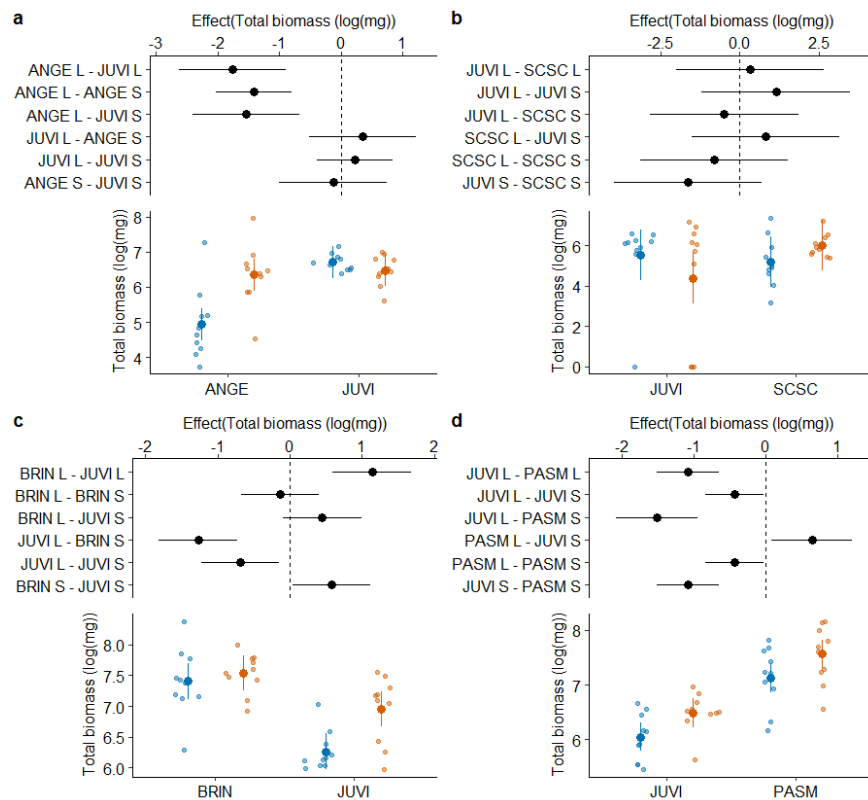 a
Effect(Total biomass (log(mg))
-3 -2 -1 0 1
ANGE L - JUVI L
ANGE L - ANGE S
ANGE L - JUVI S
JUVI L - ANGE S
JUVI L - JUVI S
ANGE S - JUVI S
Total biomass (log(mg))
8
7
6
5
4
ANGE JUVI
b
Effect(Total biomass (log(mg))
-2.5 0.0 2.5
JUVI L - SCSC L
JUVI L - JUVI S
JUVI L - SCSC S
SCSC L - JUVI S
SCSC L - SCSC S
JUVI S - SCSC S
Total biomass (log(mg))
6
4
2
0
JUVI SCSC
c
Effect(Total biomass (log(mg))
-2 -1 0 1 2
BRIN L - JUVI L
BRIN L - BRIN S
BRIN L - JUVI S
JUVI L - BRIN S
JUVI L - JUVI S
BRIN S - JUVI S
Total biomass (log(mg))
8.0
7.5
7.0
6.5
6.0
BRIN JUVI
d
Effect(Total biomass (log(mg))
-2 -1 0 1
JUVI L - PASM L
JUVI L - JUVI S
JUVI L - PASM S
PASM L - JUVI S
PASM L - PASM S
JUVI S - PASM S
Total biomass (log(mg))
8
7
6
JUVI PASM